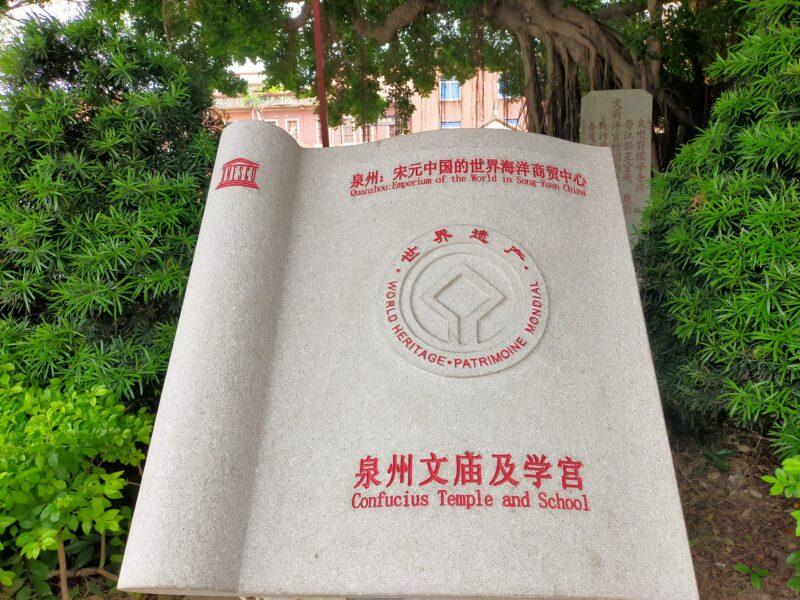 UNESCO
泉州：宋元中国的世界海洋商贸中心
Quanzhou:Emporium of the World in Song-Yuan China
·世界遗产·
WORLD HERITAGE·PATRIMOINE MONDIAL
泉州文庙及学宫
Confucius Temple and School